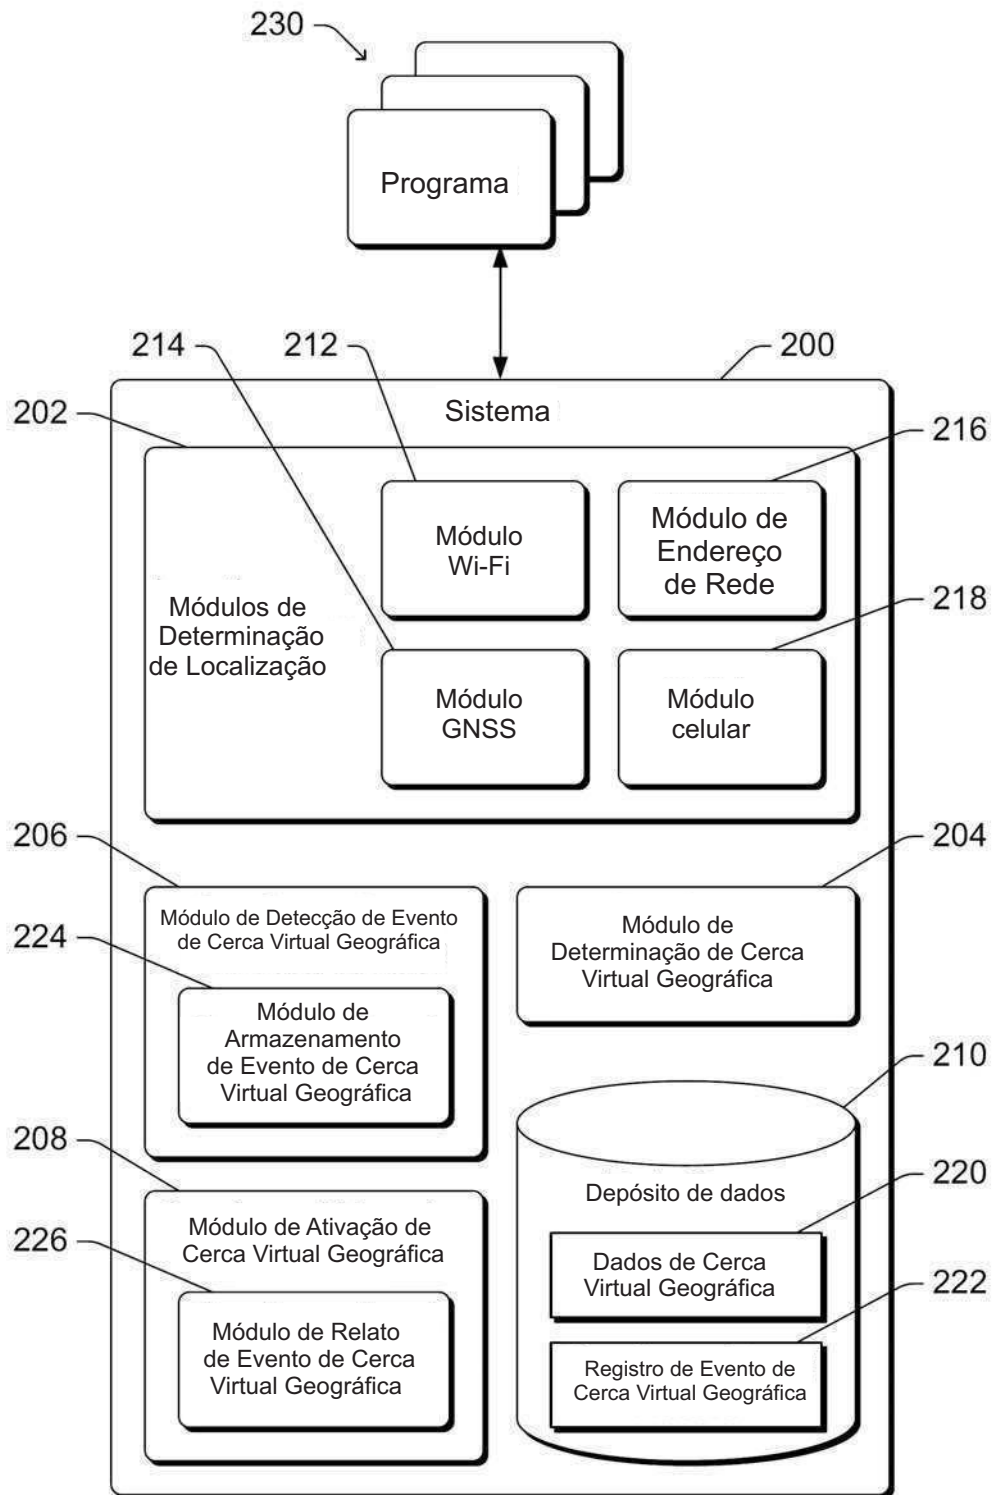 230
Programa
214
212
200
202
Sistema
216
Módulo
Wi-Fi
Módulo de
Endereço
de Rede
Módulos de
Determinação
de Localização
218
Módulo
GNSS
Módulo
celular
206
204
Módulo de Detecção de Evento
de Cerca Virtual Geográfica
224
Módulo de
Armazenamento
de Evento de Cerca
Virtual Geográfica
Módulo de
Determinação de Cerca
Virtual Geográfica
210
208
Depósito de dados
220
Módulo de Ativação de
Cerca Virtual Geográfica
226
Dados de Cerca
Virtual Geográfica
222
Módulo de Relato
de Evento de Cerca
Virtual Geográfica
Registro de Evento de
Cerca Virtual Geográfica